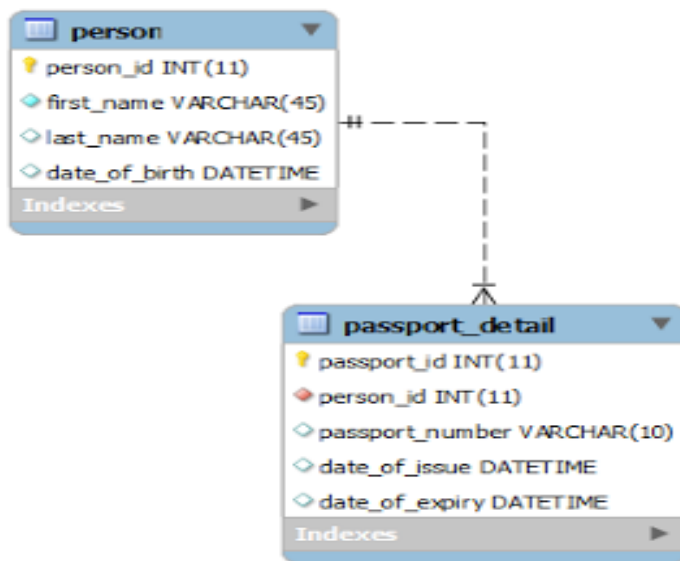 person
person_id INT(11)
first_name VARCHAR(45)
last_name VARCHAR(45)
date_of_birth DATETIME
Indexes
passport_detail
passport_id INT(11)
person_id INT(11)
passport_number VARCHAR(10)
date_of_issue DATETIME
date_of_expiry DATETIME
Indexes